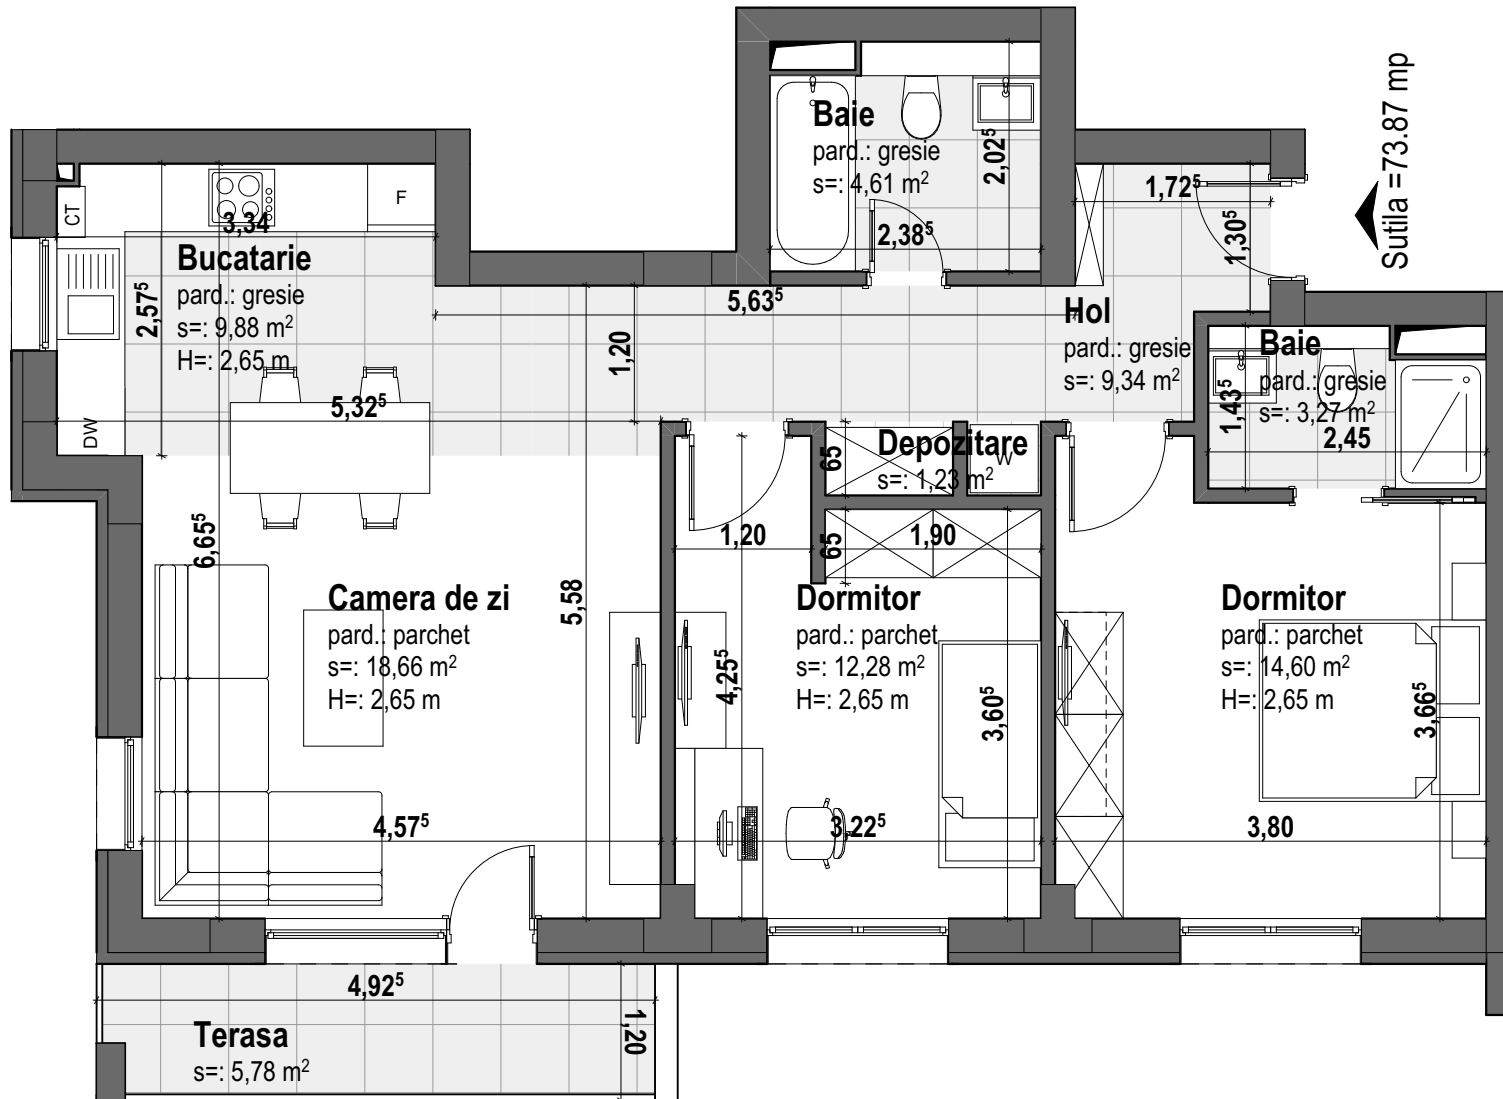 Baie
pard.: gresie
s=: 4,61 m²
2,02⁵
2,38⁵
1,72⁵
1,30⁵
Sutila =73.87 mp
CT
F
3,34
Bucatarie
pard.: gresie
s=: 9,88 m²
H=: 2,65 m
2,57⁵
5,63⁵
1,20
Hol
pard.: gresie
s=: 9,34 m²
Baie
pard.: gresie
s=: 3,27 m²
1,43⁵
2,45
5,32⁵
DW
Depozitare
s=: 1,23 m²
W
65
65
1,20
1,90
6,65⁵
5,58
Camera de zi
pard.: parchet
s=: 18,66 m²
H=: 2,65 m
Dormitor
pard.: parchet
s=: 12,28 m²
H=: 2,65 m
4,25⁵
3,60⁵
Dormitor
pard.: parchet
s=: 14,60 m²
H=: 2,65 m
3,66⁵
4,57⁵
3,22⁵
3,80
4,92⁵
1,20
Terasa
s=: 5,78 m²